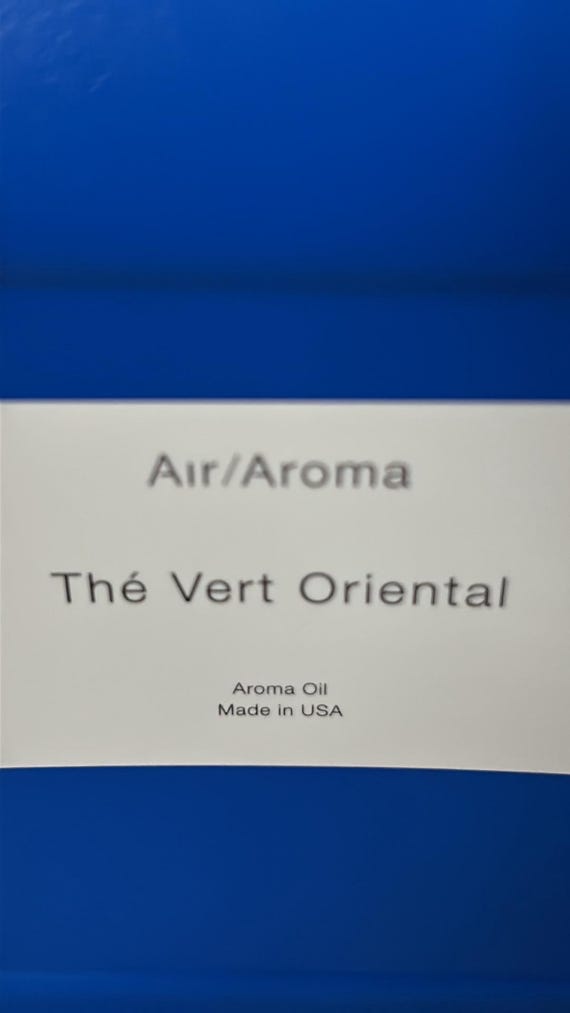 Air/Aroma
Thé Vert Oriental
Aroma Oil
Made in USA